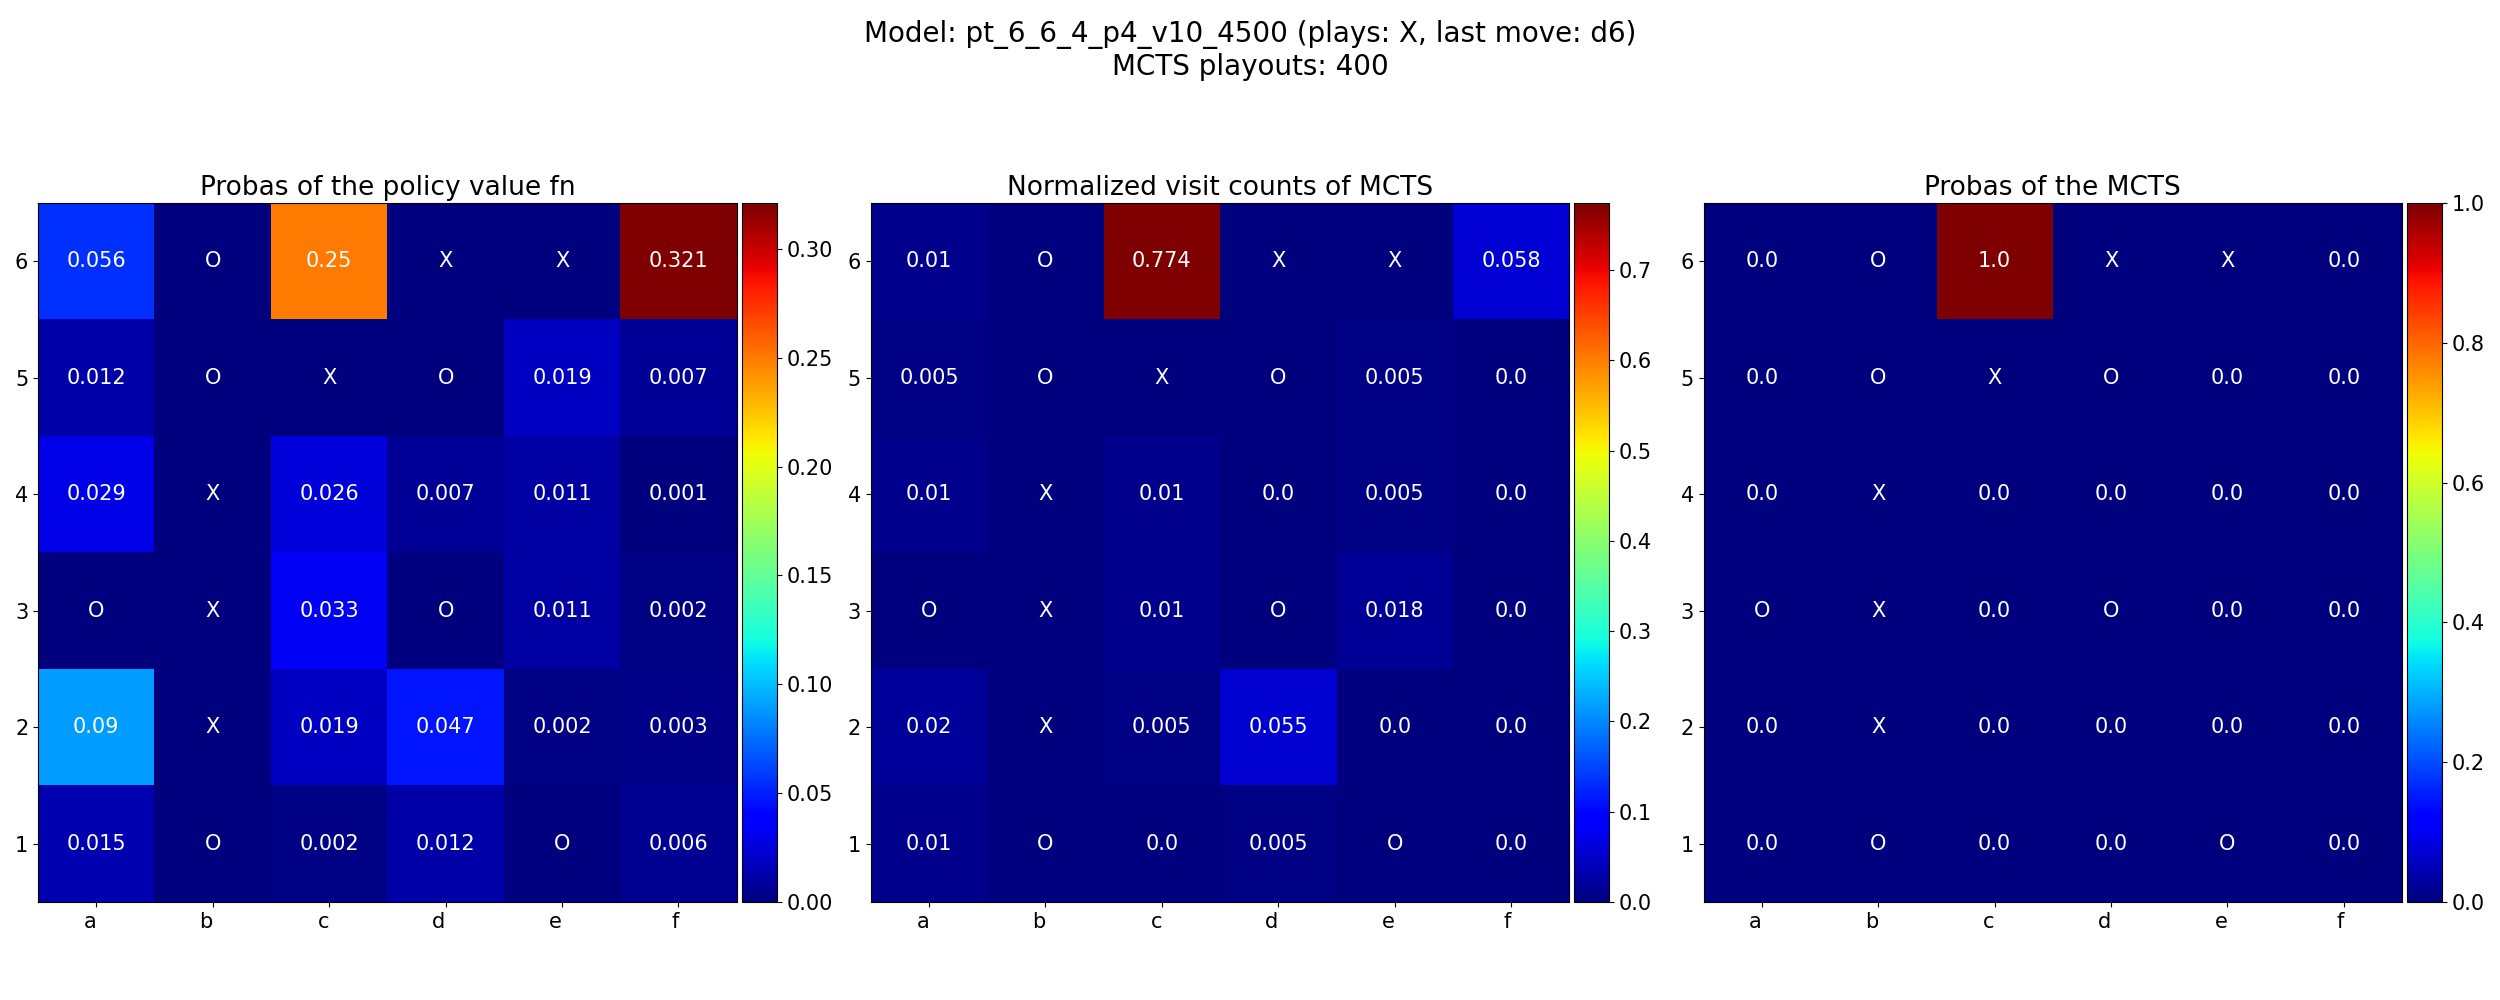 Model: pt_6_6_4_p4_v10_4500 (plays: X, last move: d6)
MCTS playouts: 400
Probas of the policy value fn
6 0.056 O 0.25 X X 0.321
5 0.012 O X O 0.019 0.007
4 0.029 X 0.026 0.007 0.011 0.001
3 O X 0.033 O 0.011 0.002
2 0.09 X 0.019 0.047 0.002 0.003
1 0.015 O 0.002 0.012 O 0.006
a b c d e f
0.30
0.25
0.20
0.15
0.10
0.05
0.00
Normalized visit counts of MCTS
6 0.01 O 0.774 X X 0.058
5 0.005 O X O 0.005 0.0
4 0.01 X 0.01 0.0 0.005 0.0
3 O X 0.01 O 0.018 0.0
2 0.02 X 0.005 0.055 0.0 0.0
1 0.01 O 0.0 0.005 O 0.0
a b c d e f
0.7
0.6
0.5
0.4
0.3
0.2
0.1
0.0
Probas of the MCTS
6 0.0 O 1.0 X X 0.0
5 0.0 O X O 0.0 0.0
4 0.0 X 0.0 0.0 0.0 0.0
3 O X 0.0 O 0.0 0.0
2 0.0 X 0.0 0.0 0.0 0.0
1 0.0 O 0.0 0.0 O 0.0
a b c d e f
1.0
0.8
0.6
0.4
0.2
0.0